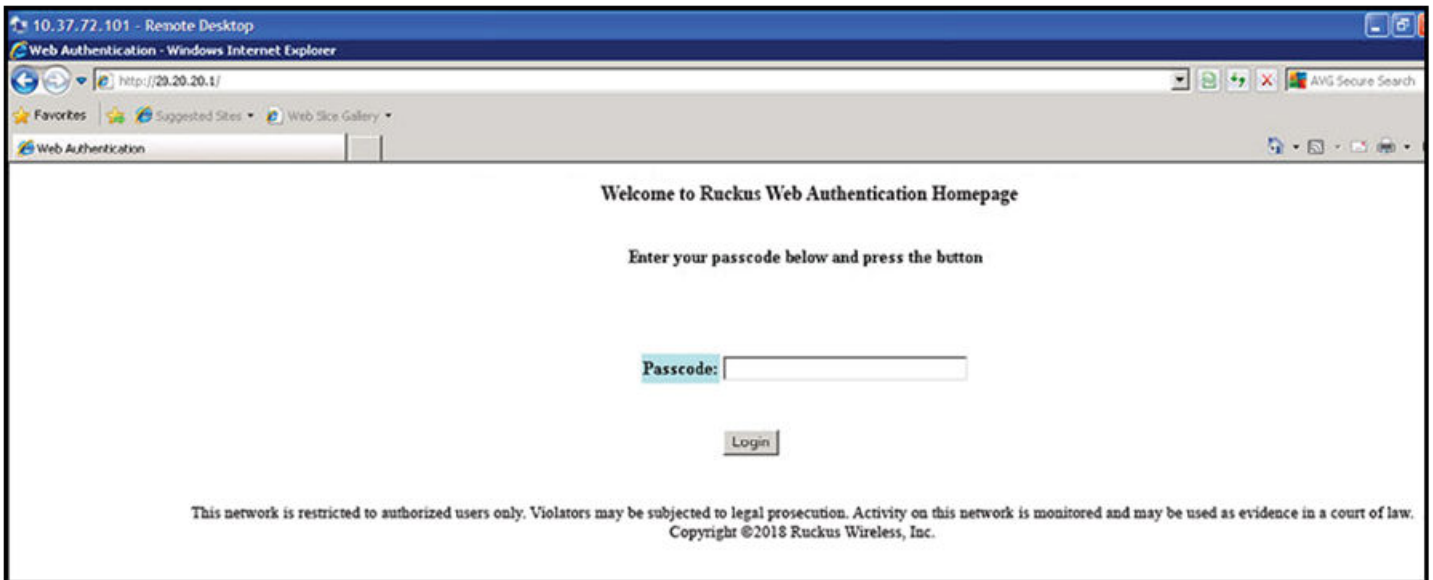 10.37.72.101 - Remote Desktop
Web Authentication - Windows Internet Explorer
http://20.20.20.1/
AVG Secure Search
Favorites
Suggested Sites
Web Slice Gallery
Web Authentication
Welcome to Ruckus Web Authentication Homepage
Enter your passcode below and press the button
Passcode:
Login
This network is restricted to authorized users only. Violators may be subjected to legal prosecution. Activity on this network is monitored and may be used as evidence in a court of law.
Copyright ©2018 Ruckus Wireless, Inc.